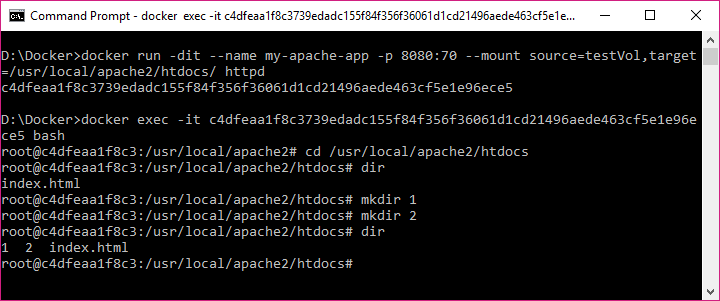 Command Prompt - docker  exec -it c4dfeaa1f8c3739edadc155f84f356f36061d1cd21496aede463cf5e1e...
D:\Docker>docker run -dit --name my-apache-app -p 8080:70 --mount source=testVol,target
=/usr/local/apache2/htdocs/ httpd
c4dfeaa1f8c3739edadc155f84f356f36061d1cd21496aede463cf5e1e96ece5
D:\Docker>docker exec -it c4dfeaa1f8c3739edadc155f84f356f36061d1cd21496aede463cf5e1e96e
ce5 bash
root@c4dfeaa1f8c3:/usr/local/apache2# cd /usr/local/apache2/htdocs
root@c4dfeaa1f8c3:/usr/local/apache2/htdocs# dir
index.html
root@c4dfeaa1f8c3:/usr/local/apache2/htdocs# mkdir 1
root@c4dfeaa1f8c3:/usr/local/apache2/htdocs# mkdir 2
root@c4dfeaa1f8c3:/usr/local/apache2/htdocs# dir
1  2  index.html
root@c4dfeaa1f8c3:/usr/local/apache2/htdocs#